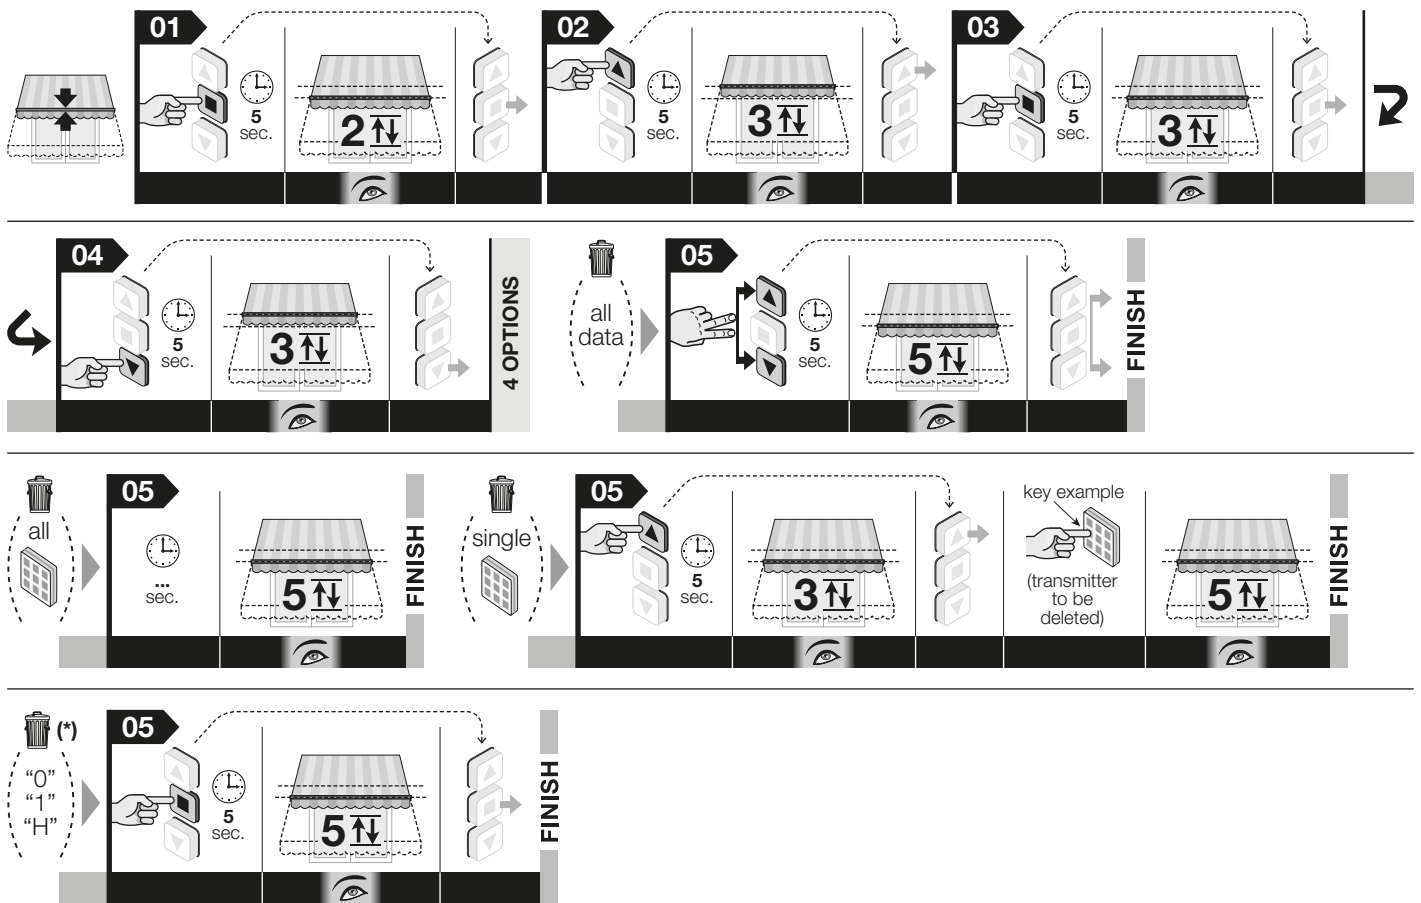 01
5
sec.
2
02
5
sec.
3
03
5
sec.
3
04
5
sec.
3
4 OPTIONS
all
data
05
5
sec.
5
FINISH
all
05
...
sec.
5
FINISH
single
05
5
sec.
3
key example
(transmitter
to be
deleted)
5
FINISH
(*)
“0”
“1”
“H”
05
5
sec.
5
FINISH